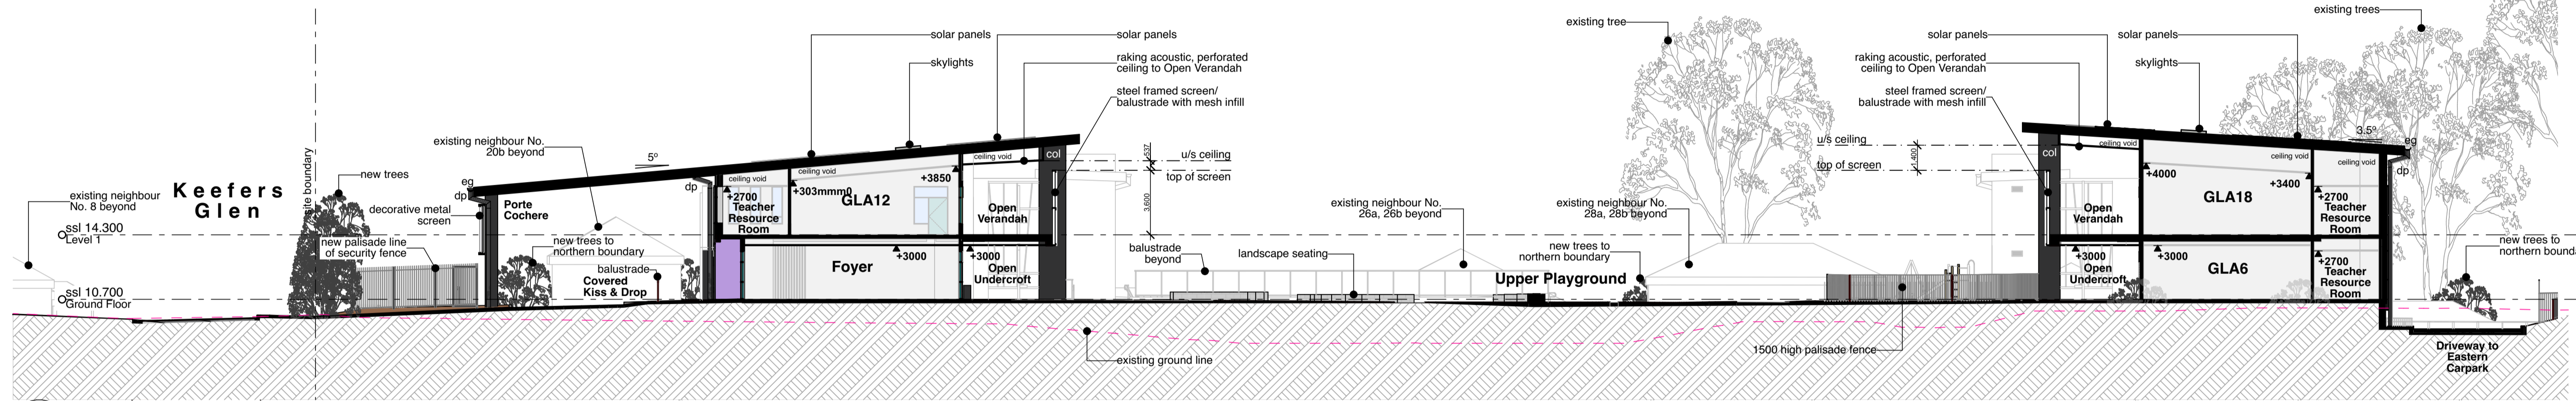 existing neighbour
No. 8 beyond
Keefers
Glen
ssl 14.300
Level 1
ssl 10.700
Ground Floor
site boundary
new trees
decorative metal
screen
new palisade line
of security fence
existing neighbour No.
20b beyond
eg
dp
Porte
Cochere
new trees to
northern boundary
balustrade
Covered
Kiss & Drop
5º
dp
solar panels
skylights
solar panels
raking acoustic, perforated
ceiling to Open Verandah
steel framed screen/
balustrade with mesh infill
ceiling void
+2700
Teacher
Resource
Room
ceiling void
+303mmm0
GLA12
+3850
ceiling void
col
Open
Verandah
537
u/s ceiling
top of screen
3,600
Foyer
+3000
+3000
Open
Undercroft
existing ground line
balustrade
beyond
landscape seating
existing neighbour No.
26a, 26b beyond
Upper Playground
new trees to
northern boundary
existing neighbour No.
28a, 28b beyond
existing tree
1500 high palisade fence
u/s ceiling
top of screen
1,400
raking acoustic, perforated
ceiling to Open Verandah
steel framed screen/
balustrade with mesh infill
solar panels
skylights
solar panels
existing trees
3.5º
eg
dp
col
ceiling void
Open
Verandah
+4000
GLA18
ceiling void
+3400
ceiling void
+2700
Teacher
Resource
Room
+3000
Open
Undercroft
+3000
GLA6
+2700
Teacher
Resource
Room
new trees to
northern bounda
Driveway to
Eastern
Carpark